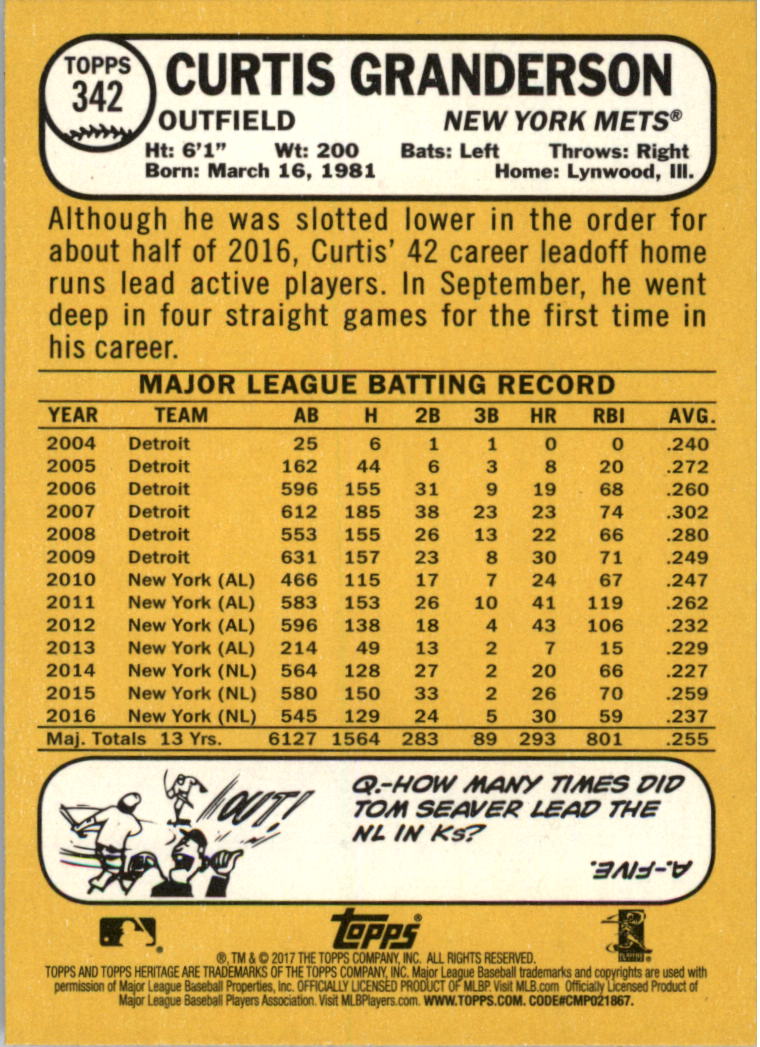 TOPPS
342
CURTIS GRANDERSON
OUTFIELD NEW YORK METS®
Ht: 6'1" Wt: 200 Bats: Left Throws: Right
Born: March 16, 1981 Home: Lynwood, Ill.
Although he was slotted lower in the order for
about half of 2016, Curtis' 42 career leadoff home
runs lead active players. In September, he went
deep in four straight games for the first time in
his career.
MAJOR LEAGUE BATTING RECORD
YEAR TEAM AB H 2B 3B HR RBI AVG.
2004 Detroit 25 6 1 1 0 0 .240
2005 Detroit 162 44 6 3 8 20 .272
2006 Detroit 596 155 31 9 19 68 .260
2007 Detroit 612 185 38 23 23 74 .302
2008 Detroit 553 155 26 13 22 66 .280
2009 Detroit 631 157 23 8 30 71 .249
2010 New York (AL) 466 115 17 7 24 67 .247
2011 New York (AL) 583 153 26 10 41 119 .262
2012 New York (AL) 596 138 18 4 43 106 .232
2013 New York (AL) 214 49 13 2 7 15 .229
2014 New York (NL) 564 128 27 2 20 66 .227
2015 New York (NL) 580 150 33 2 26 70 .259
2016 New York (NL) 545 129 24 5 30 59 .237
Maj. Totals 13 Yrs. 6127 1564 283 89 293 801 .255
OUT!
Q.-HOW MANY TIMES DID
TOM SEAVER LEAD THE
NL IN Ks?
A.-FIVE.
Topps®
®, TM & © 2017 THE TOPPS COMPANY, INC. ALL RIGHTS RESERVED.
TOPPS AND TOPPS HERITAGE ARE TRADEMARKS OF THE TOPPS COMPANY, INC. Major League Baseball trademarks and copyrights are used with
permission of Major League Baseball Properties, Inc. OFFICIALLY LICENSED PRODUCT OF MLBP. Visit MLB.com Officially Licensed Product of
Major League Baseball Players Association. Visit MLBPlayers.com. WWW.TOPPS.COM. CODE#CMP021867.